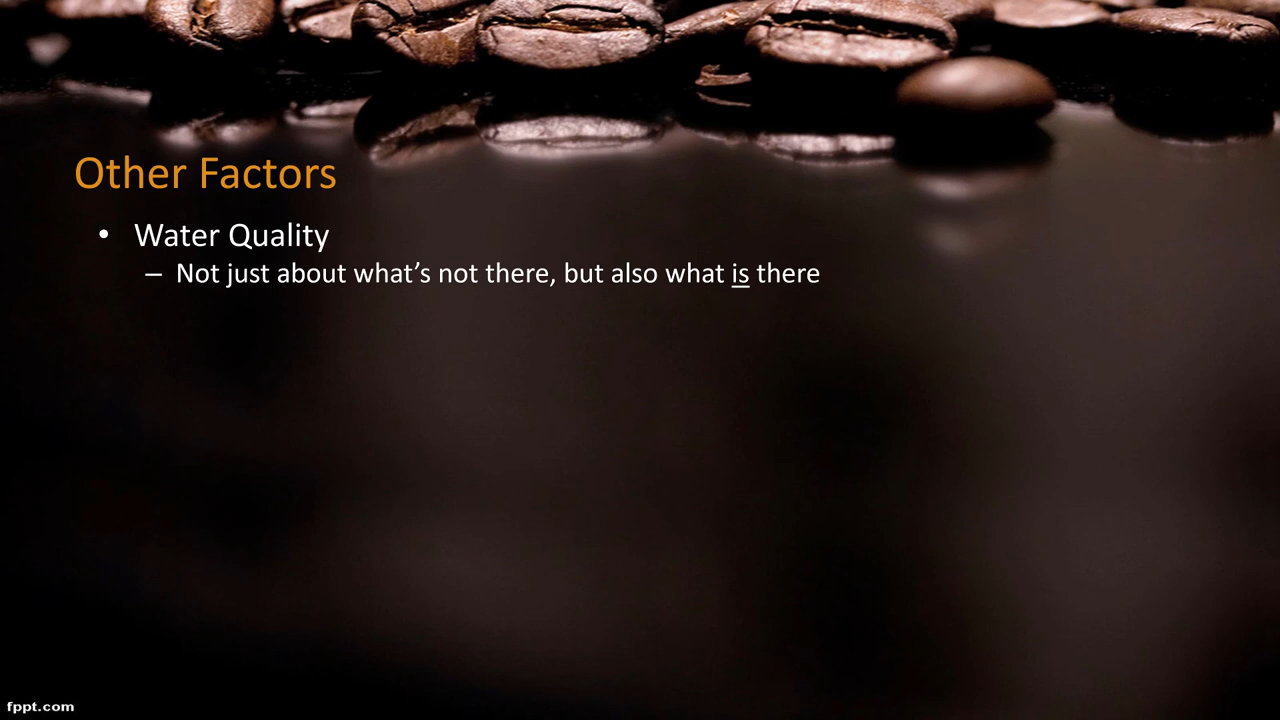 Other Factors
• Water Quality
– Not just about what’s not there, but also what is there
fppt.com